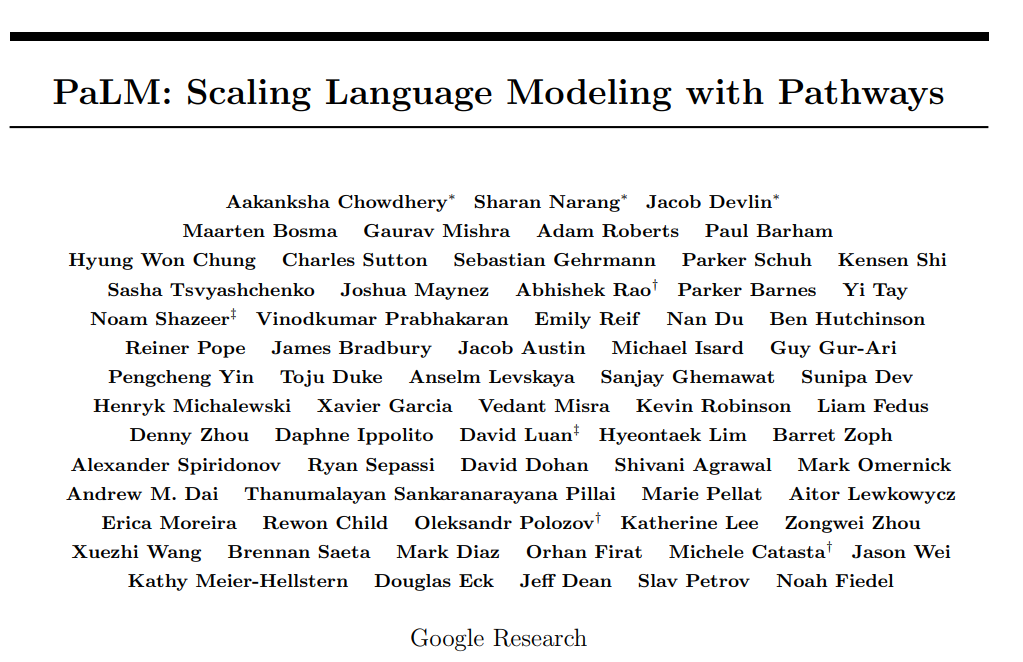 PaLM: Scaling Language Modeling with Pathways
Aakanksha Chowdhery* Sharan Narang* Jacob Devlin*
Maarten Bosma Gaurav Mishra Adam Roberts Paul Barham
Hyung Won Chung Charles Sutton Sebastian Gehrmann Parker Schuh Kensen Shi
Sasha Tsvyashchenko Joshua Maynez Abhishek Rao† Parker Barnes Yi Tay
Noam Shazeer‡ Vinodkumar Prabhakaran Emily Reif Nan Du Ben Hutchinson
Reiner Pope James Bradbury Jacob Austin Michael Isard Guy Gur-Ari
Pengcheng Yin Toju Duke Anselm Levskaya Sanjay Ghemawat Sunipa Dev
Henryk Michalewski Xavier Garcia Vedant Misra Kevin Robinson Liam Fedus
Denny Zhou Daphne Ippolito David Luan‡ Hyeontaek Lim Barret Zoph
Alexander Spiridonov Ryan Sepassi David Dohan Shivani Agrawal Mark Omernick
Andrew M. Dai Thanumalayan Sankaranarayana Pillai Marie Pellat Aitor Lewkowycz
Erica Moreira Rewon Child Oleksandr Polozov† Katherine Lee Zongwei Zhou
Xuezhi Wang Brennan Saeta Mark Diaz Orhan Firat Michele Catasta† Jason Wei
Kathy Meier-Hellstern Douglas Eck Jeff Dean Slav Petrov Noah Fiedel
Google Research